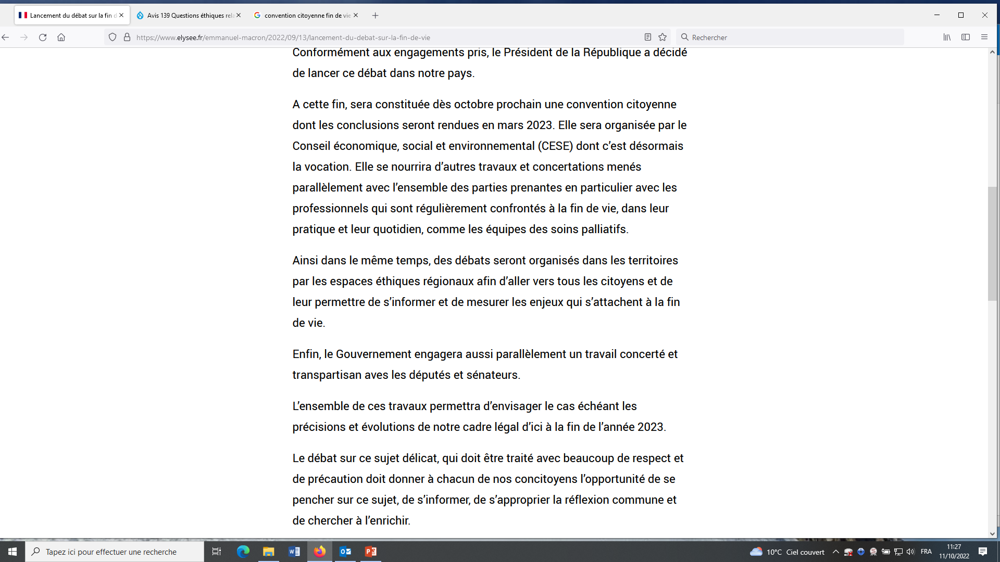 Lancement du débat sur la fin d
Avis 139 Questions éthiques rela
convention citoyenne fin de vie
https://www.elysee.fr/emmanuel-macron/2022/09/13/lancement-du-debat-sur-la-fin-de-vie
Rechercher
Conformément aux engagements pris, le Président de la République a décidé
de lancer ce débat dans notre pays.
A cette fin, sera constituée dès octobre prochain une convention citoyenne
dont les conclusions seront rendues en mars 2023. Elle sera organisée par le
Conseil économique, social et environnemental (CESE) dont c’est désormais
la vocation. Elle se nourrira d’autres travaux et concertations menés
parallèlement avec l’ensemble des parties prenantes en particulier avec les
professionnels qui sont régulièrement confrontés à la fin de vie, dans leur
pratique et leur quotidien, comme les équipes des soins palliatifs.
Ainsi dans le même temps, des débats seront organisés dans les territoires
par les espaces éthiques régionaux afin d’aller vers tous les citoyens et de
leur permettre de s’informer et de mesurer les enjeux qui s’attachent à la fin
de vie.
Enfin, le Gouvernement engagera aussi parallèlement un travail concerté et
transpartisan aves les députés et sénateurs.
L’ensemble de ces travaux permettra d’envisager le cas échéant les
précisions et évolutions de notre cadre légal d’ici à la fin de l’année 2023.
Le débat sur ce sujet délicat, qui doit être traité avec beaucoup de respect et
de précaution doit donner à chacun de nos concitoyens l’opportunité de se
pencher sur ce sujet, de s’informer, de s’approprier la réflexion commune et
de chercher à l’enrichir.
Tapez ici pour effectuer une recherche
10°C Ciel couvert
FRA
11:27
11/10/2022